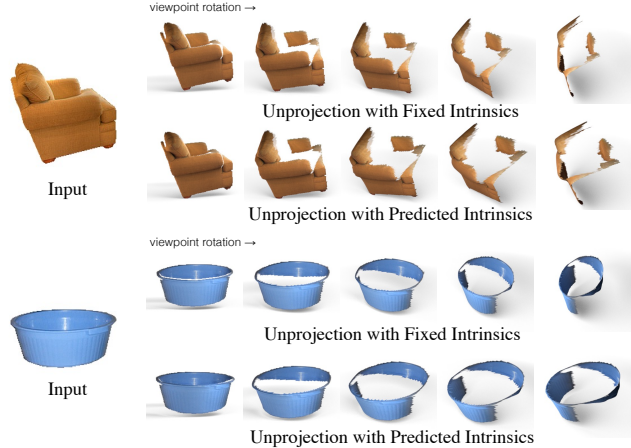 viewpoint rotation →
Unprojection with Fixed Intrinsics
Input
Unprojection with Predicted Intrinsics
viewpoint rotation →
Unprojection with Fixed Intrinsics
Input
Unprojection with Predicted Intrinsics